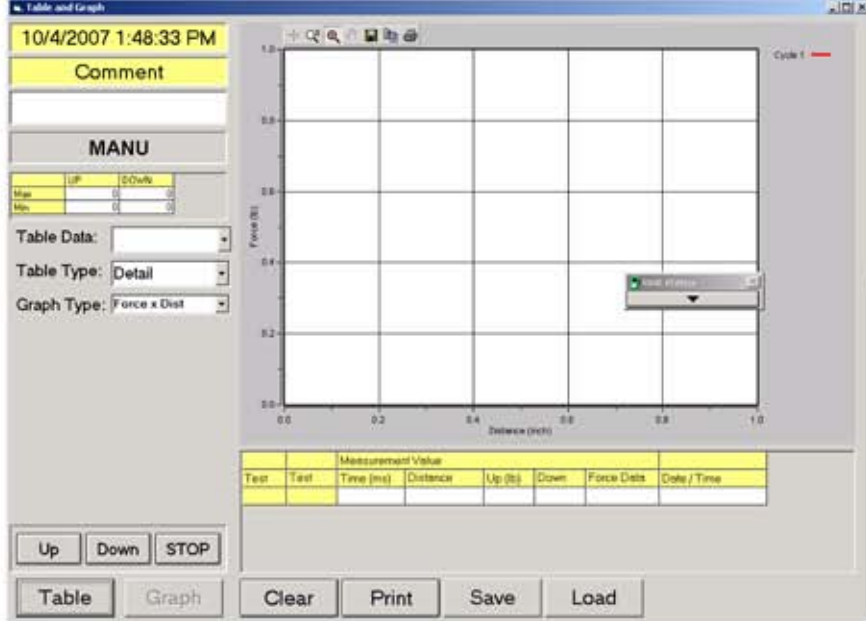 Table and Graph
10/4/2007 1:48:33 PM
Comment
MANU
UP DOWN
Max 0 0
Min 0 0
Table Data:
Table Type: Detail
Graph Type: Force x Dist
Up Down STOP
Table Graph Clear Print Save Load
Cycle 1
1.0
0.8
0.6
Force (lb)
0.4
0.2
0.0
0.0 0.2 0.4 0.6 0.8 1.0
Distance (inch)
Measurement Value
Test Test Time (ms) Distance Up (lb) Down Force Data Date / Time